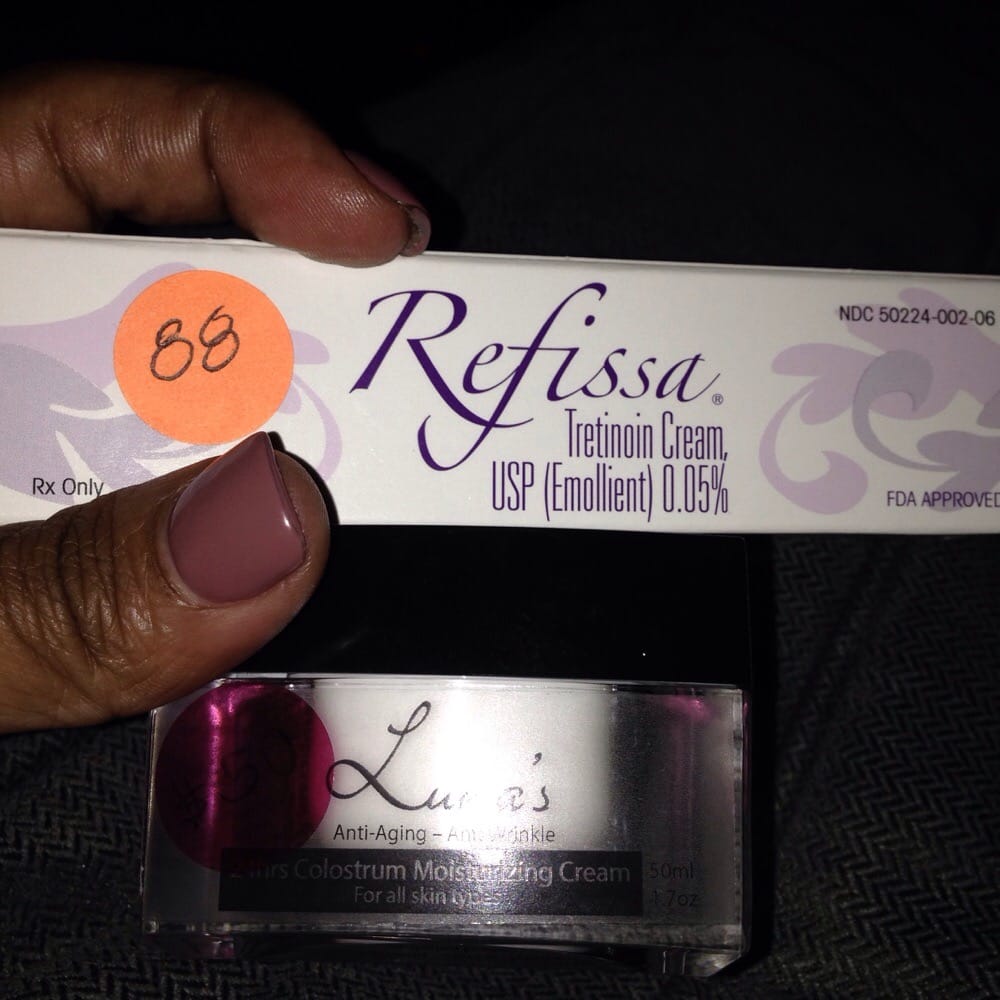 88
Refissa®
NDC 50224-002-06
Tretinoin Cream,
USP (Emollient) 0.05%
Rx Only
FDA APPROVED
Anti-Aging – Anti-Wrinkle
Colostrum Moisturizing Cream
50ml
For all skin types
1.7oz